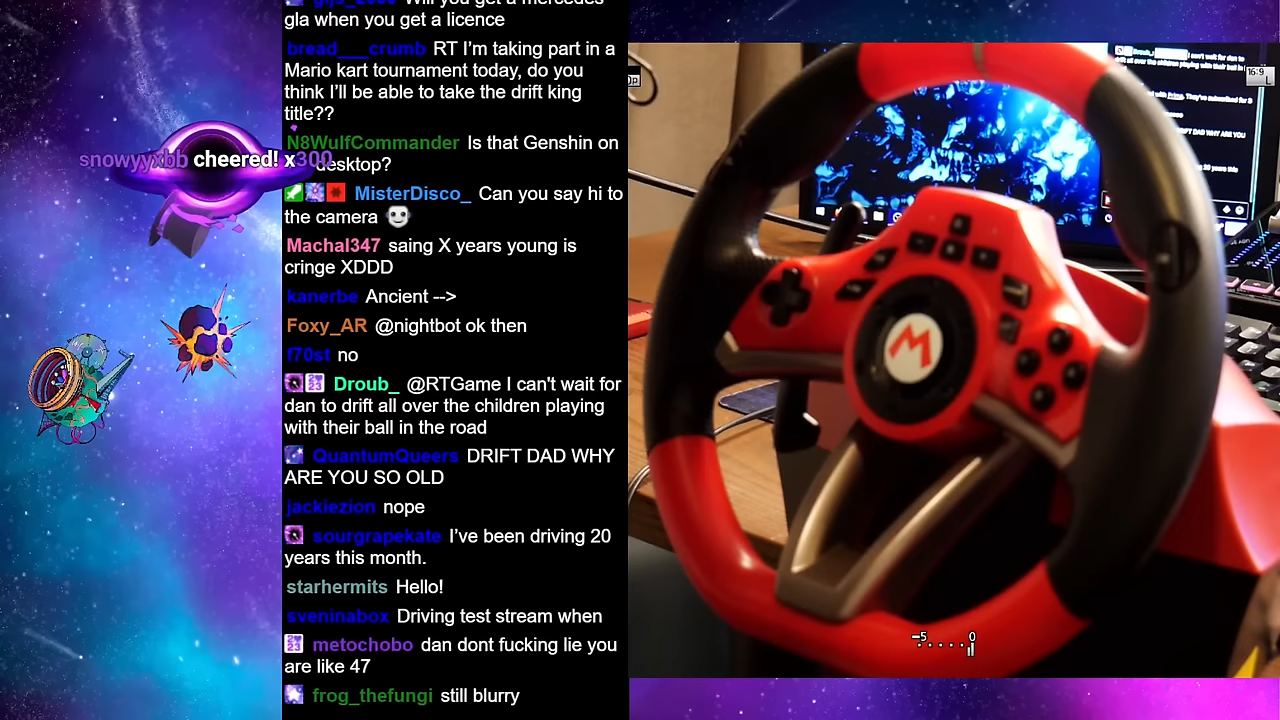 gla when you get a licence
bread___crumb RT I'm taking part in a
Mario kart tournament today, do you
think I'll be able to take the drift king
title??
N8WulfCommander Is that Genshin on
desktop?
snowyyxbb cheered! x300
MisterDisco_ Can you say hi to
the camera
Machal347 saing X years young is
cringe XDDD
kanerbe Ancient -->
Foxy_AR @nightbot ok then
f70st no
Droub_ @RTGame I can't wait for
dan to drift all over the children playing
with their ball in the road
QuantumQueers DRIFT DAD WHY
ARE YOU SO OLD
jackiezion nope
sourgrapekate I've been driving 20
years this month.
starhermits Hello!
sveninabox Driving test stream when
metochobo dan dont fucking lie you
are like 47
frog_thefungi still blurry
16:9
L
M
-5 0